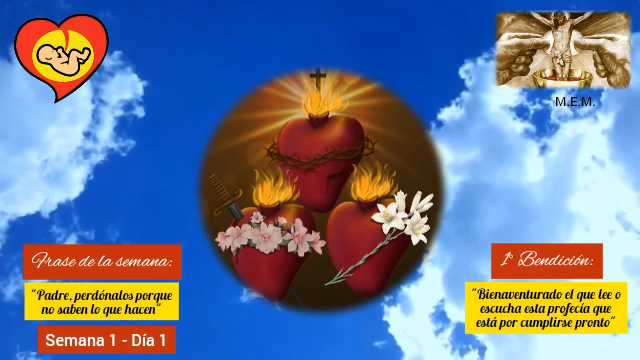 M.E.M.
Frase de la semana:
"Padre, perdónalos porque
no saben lo que hacen"
Semana 1 - Día 1
1ª Bendición:
"Bienaventurado el que lee o
escucha esta profecía que
está por cumplirse pronto"